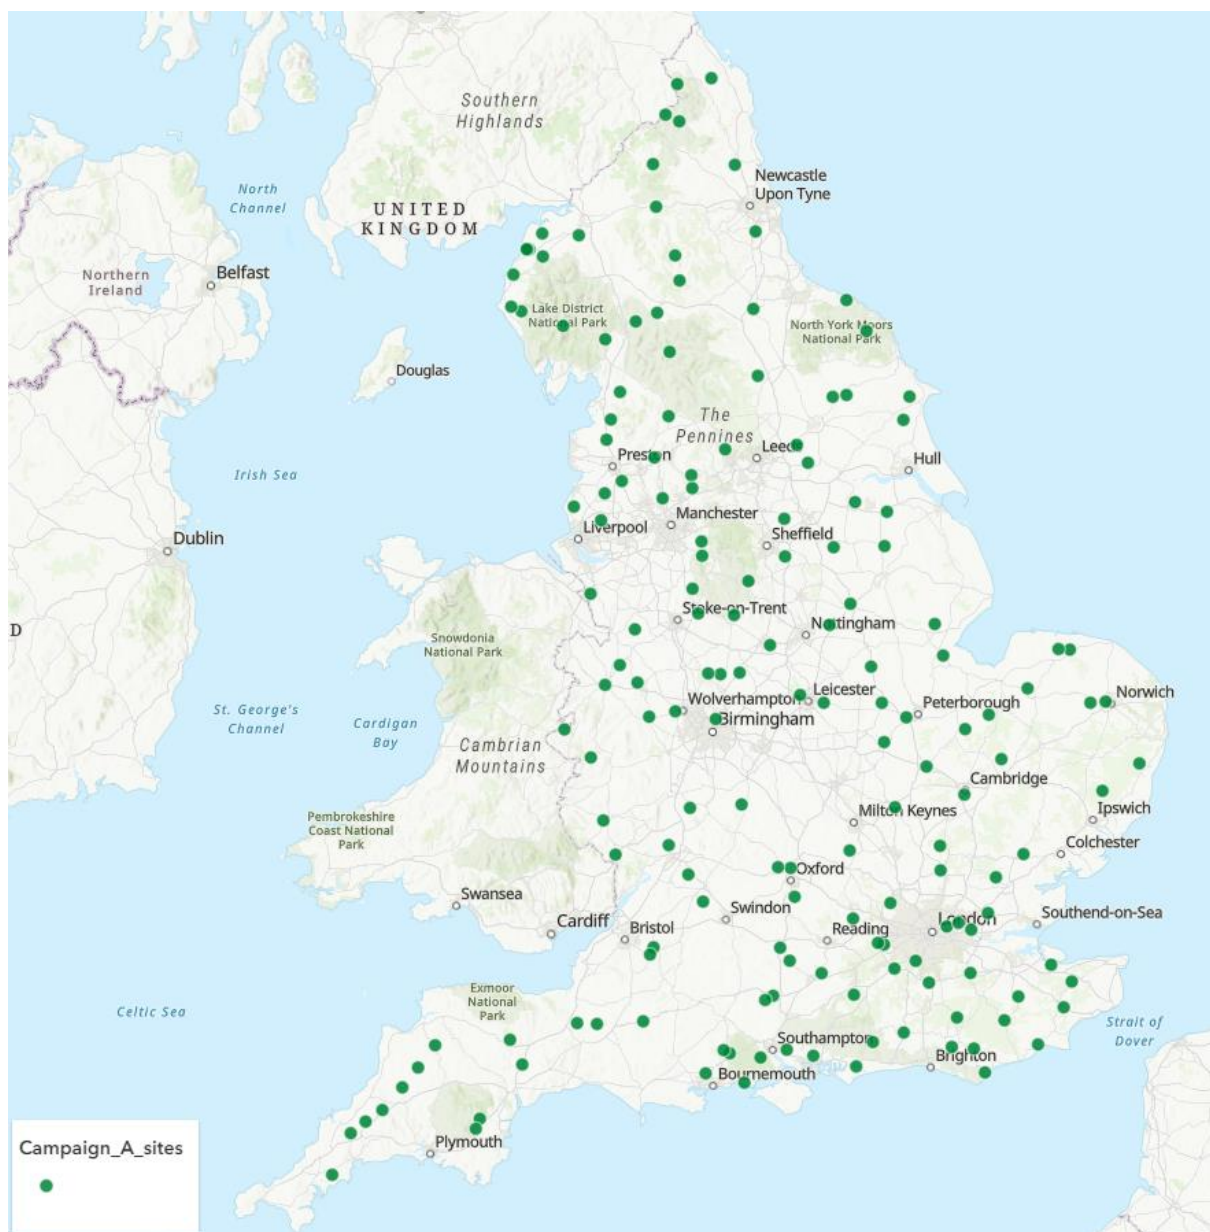 Southern
Highlands
North
Channel
Newcastle
Upon Tyne
UNITED
KINGDOM
Northern
Ireland
Belfast
Lake District
National Park
North York Moors
National Park
Douglas
The
Pennines
Leeds
Preston
Hull
Irish Sea
Manchester
Liverpool
Sheffield
Dublin
Stoke-on-Trent
Nottingham
D
Snowdonia
National Park
Norwich
Leicester
Wolverhampton
Peterborough
St. George's
Channel
Cardigan
Bay
Birmingham
Cambrian
Mountains
Cambridge
Ipswich
Milton Keynes
Pembrokeshire
Coast National
Park
Colchester
Oxford
Swansea
Swindon
Southend-on-Sea
London
Cardiff
Bristol
Reading
Exmoor
National
Park
Celtic Sea
Strait of
Dover
Southampton
Brighton
Bournemouth
Plymouth
Campaign_A_sites